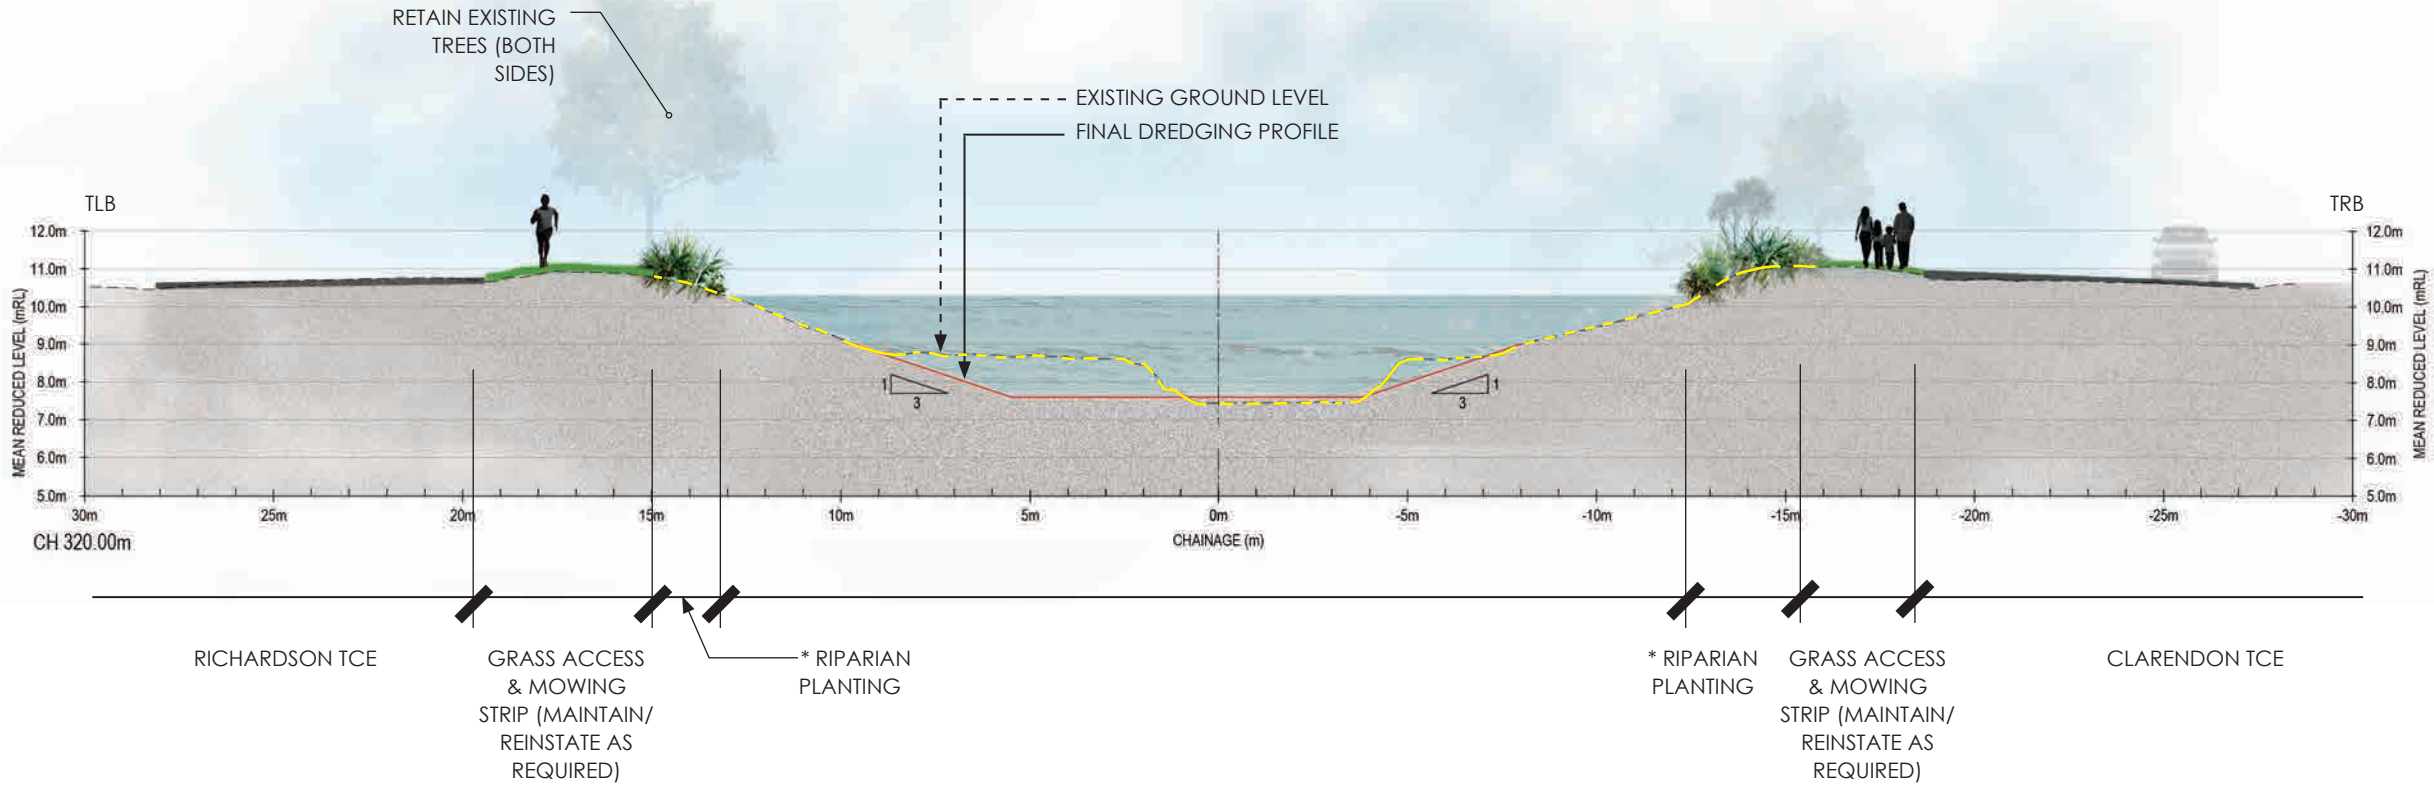 RETAIN EXISTING
TREES (BOTH
SIDES)
EXISTING GROUND LEVEL
FINAL DREDGING PROFILE
TLB
TRB
MEAN REDUCED LEVEL (mRL)
12.0m
11.0m
10.0m
9.0m
8.0m
7.0m
6.0m
5.0m
1
3
1
3
12.0m
11.0m
10.0m
9.0m
8.0m
7.0m
6.0m
5.0m
MEAN REDUCED LEVEL (mRL)
30m 25m 20m 15m 10m 5m 0m -5m -10m -15m -20m -25m -30m
CH 320.00m
CHAINAGE (m)
RICHARDSON TCE
GRASS ACCESS
& MOWING
STRIP (MAINTAIN/
REINSTATE AS
REQUIRED)
* RIPARIAN
PLANTING
* RIPARIAN
PLANTING
GRASS ACCESS
& MOWING
STRIP (MAINTAIN/
REINSTATE AS
REQUIRED)
CLARENDON TCE